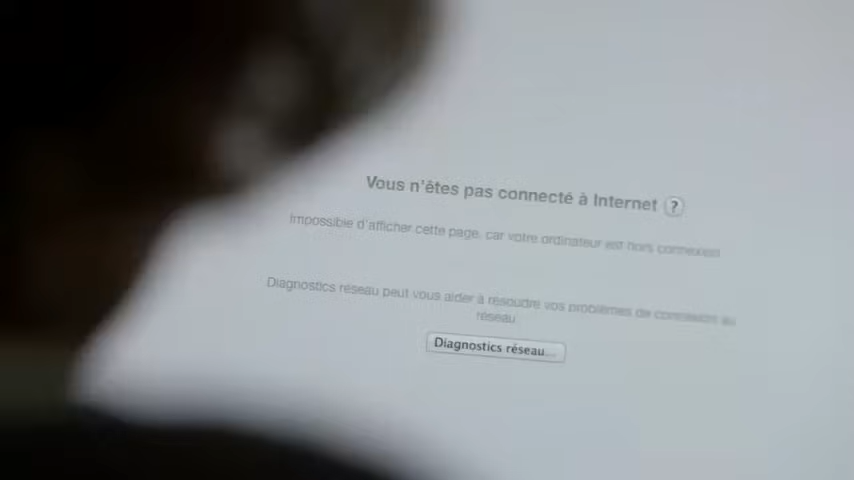 Vous n'êtes pas connecté à Internet ?
Impossible d'afficher cette page, car votre ordinateur est hors connexion
Diagnostics réseau peut vous aider à résoudre vos problèmes de connexion au
réseau.
Diagnostics réseau...